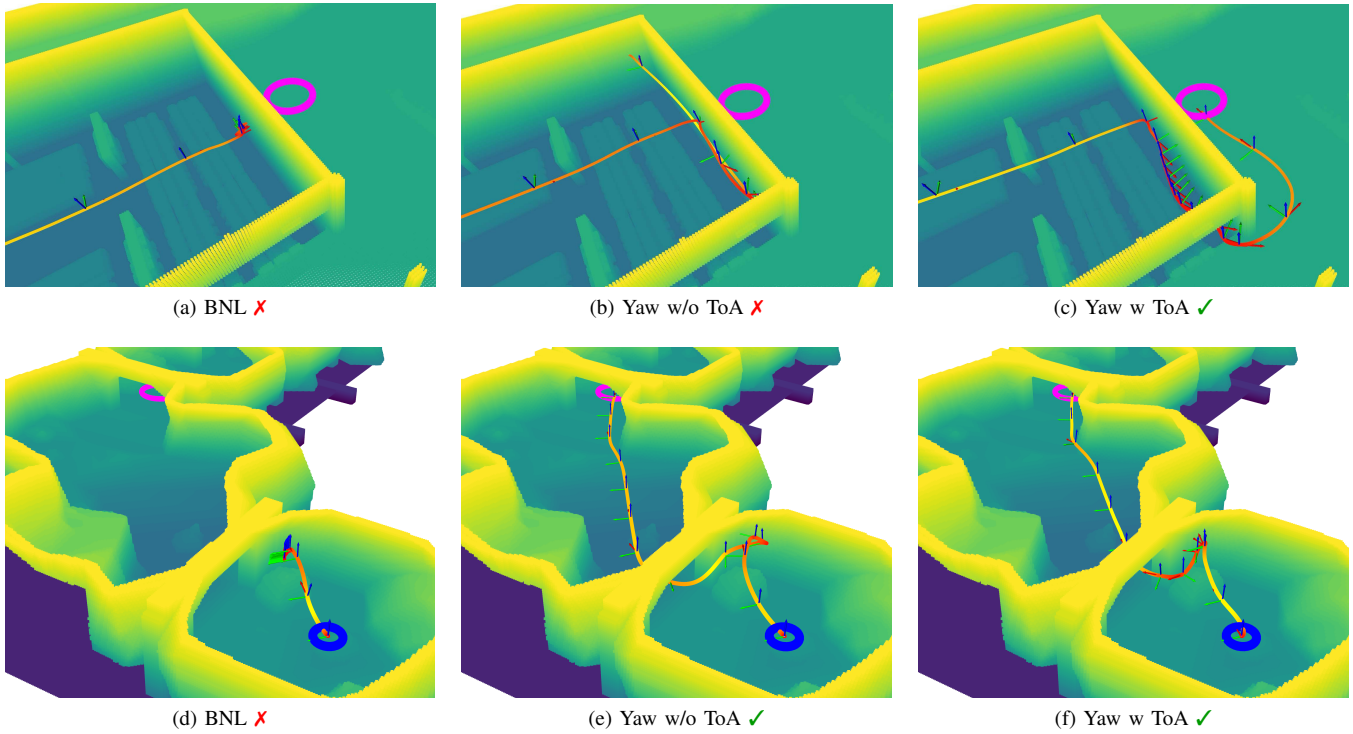 (a) BNL ✗
(b) Yaw w/o ToA ✗
(c) Yaw w ToA ✓
(d) BNL ✗
(e) Yaw w/o ToA ✓
(f) Yaw w ToA ✓